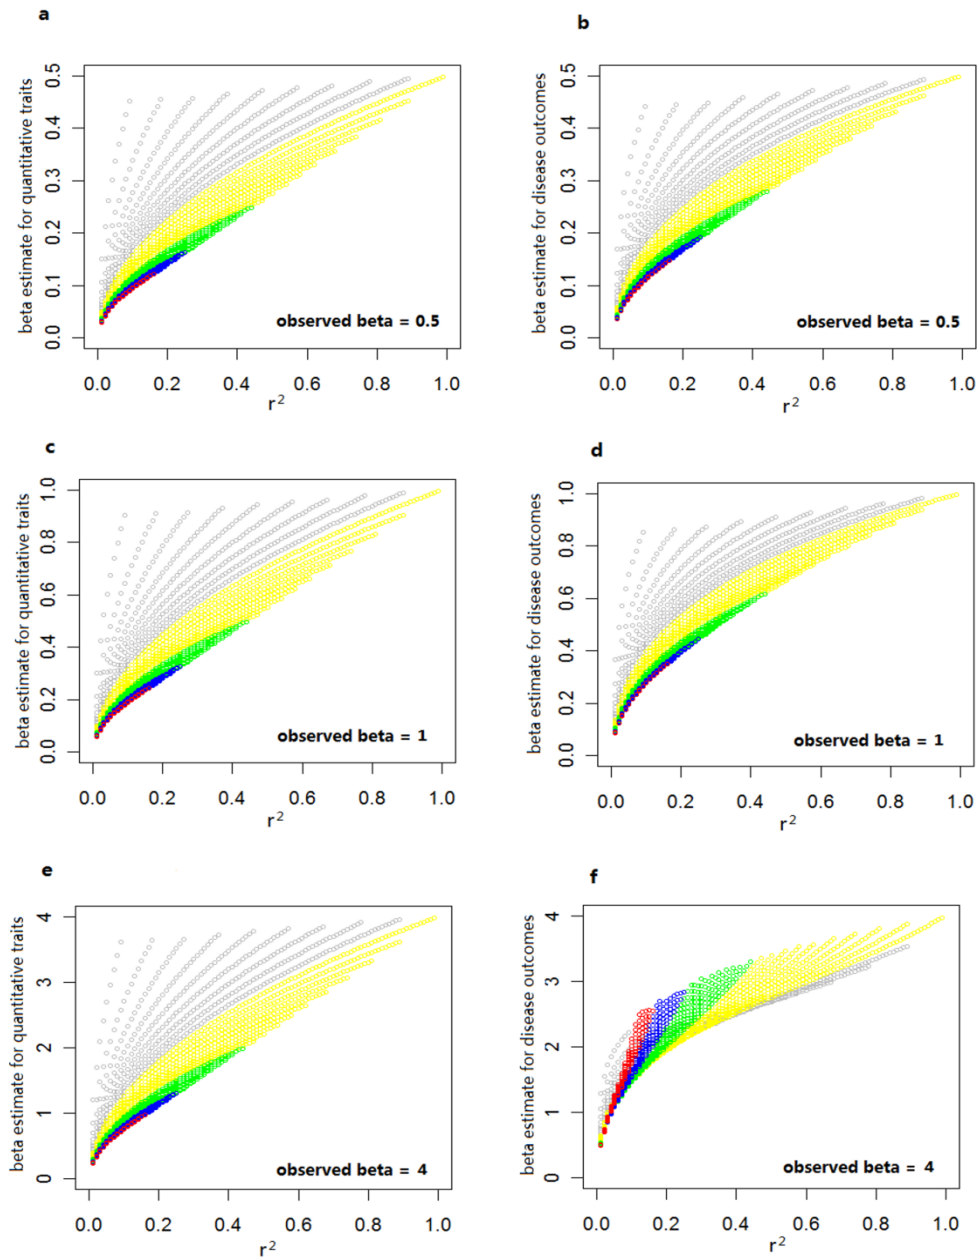 a
b
beta estimate for quantitative traits
0.0 0.1 0.2 0.3 0.4 0.5
observed beta = 0.5
0.0 0.2 0.4 0.6 0.8 1.0
r²
beta estimate for disease outcomes
0.0 0.1 0.2 0.3 0.4 0.5
observed beta = 0.5
0.0 0.2 0.4 0.6 0.8 1.0
r²
c
d
beta estimate for quantitative traits
0.0 0.2 0.4 0.6 0.8 1.0
observed beta = 1
0.0 0.2 0.4 0.6 0.8 1.0
r²
beta estimate for disease outcomes
0.0 0.2 0.4 0.6 0.8 1.0
observed beta = 1
0.0 0.2 0.4 0.6 0.8 1.0
r²
e
f
beta estimate for quantitative traits
0 1 2 3 4
observed beta = 4
0.0 0.2 0.4 0.6 0.8 1.0
r²
beta estimate for disease outcomes
0 1 2 3 4
observed beta = 4
0.0 0.2 0.4 0.6 0.8 1.0
r²